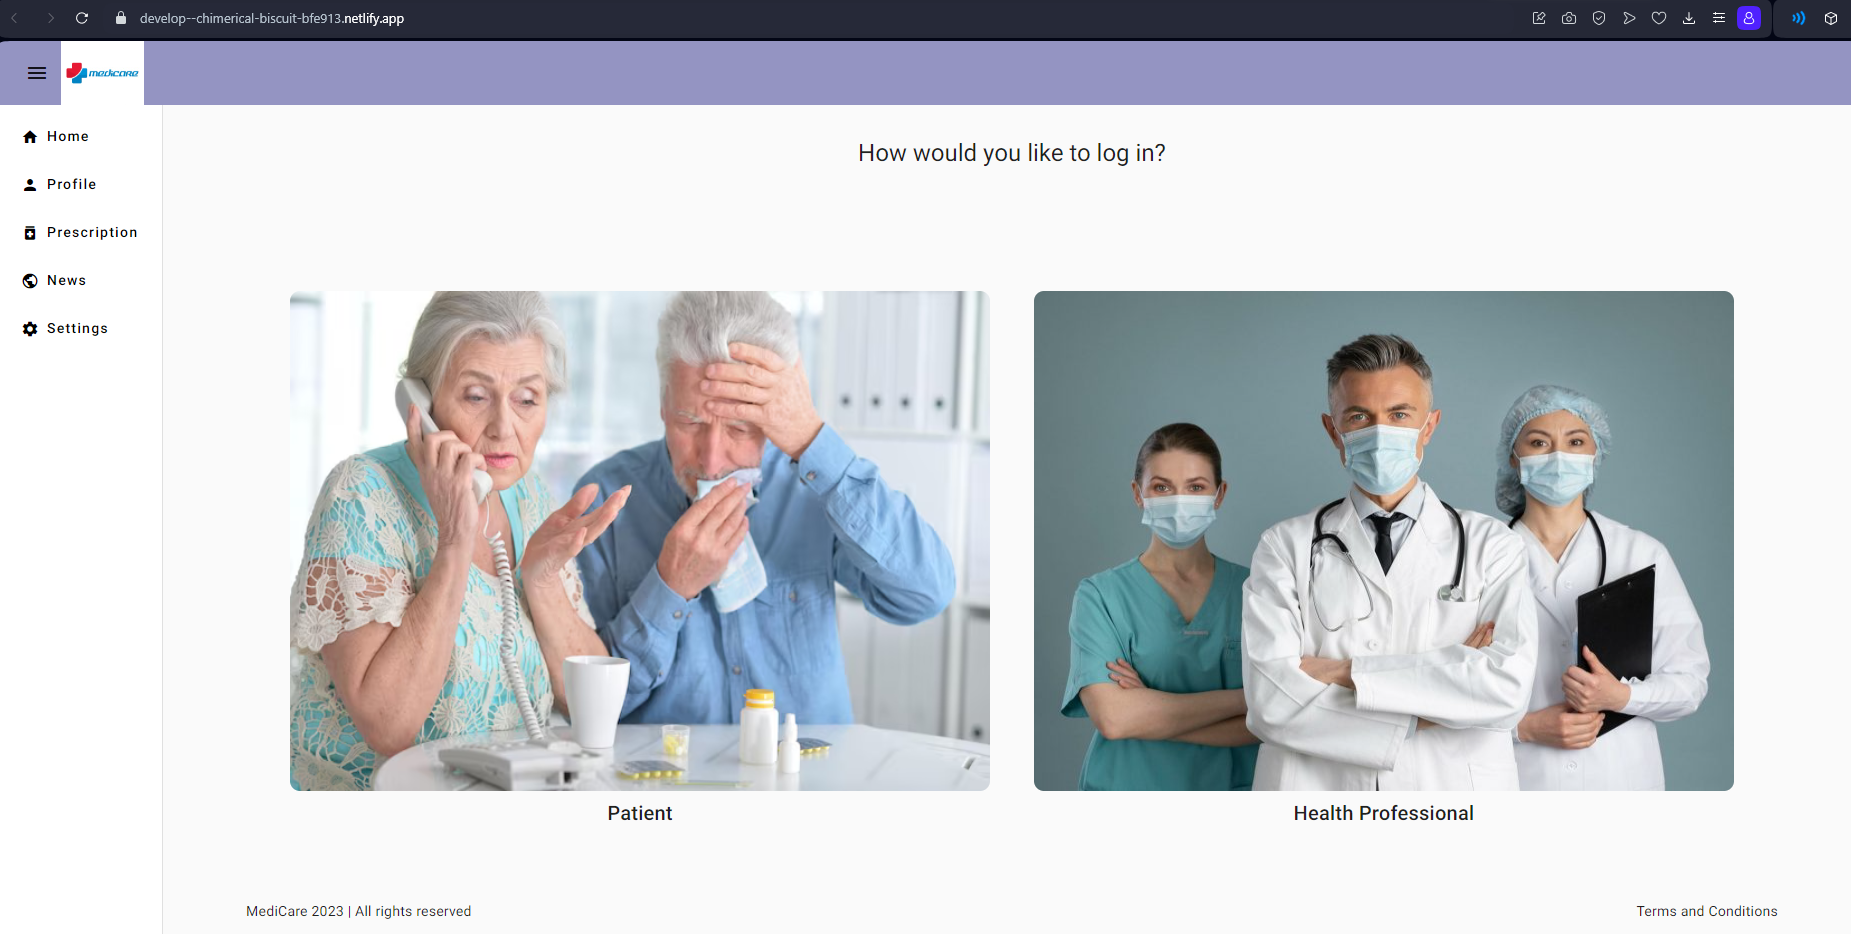 develop--chimerical-biscuit-bfe913.netlify.app
medicare
Home
Profile
Prescription
News
Settings
How would you like to log in?
Patient
Health Professional
MediCare 2023 | All rights reserved
Terms and Conditions